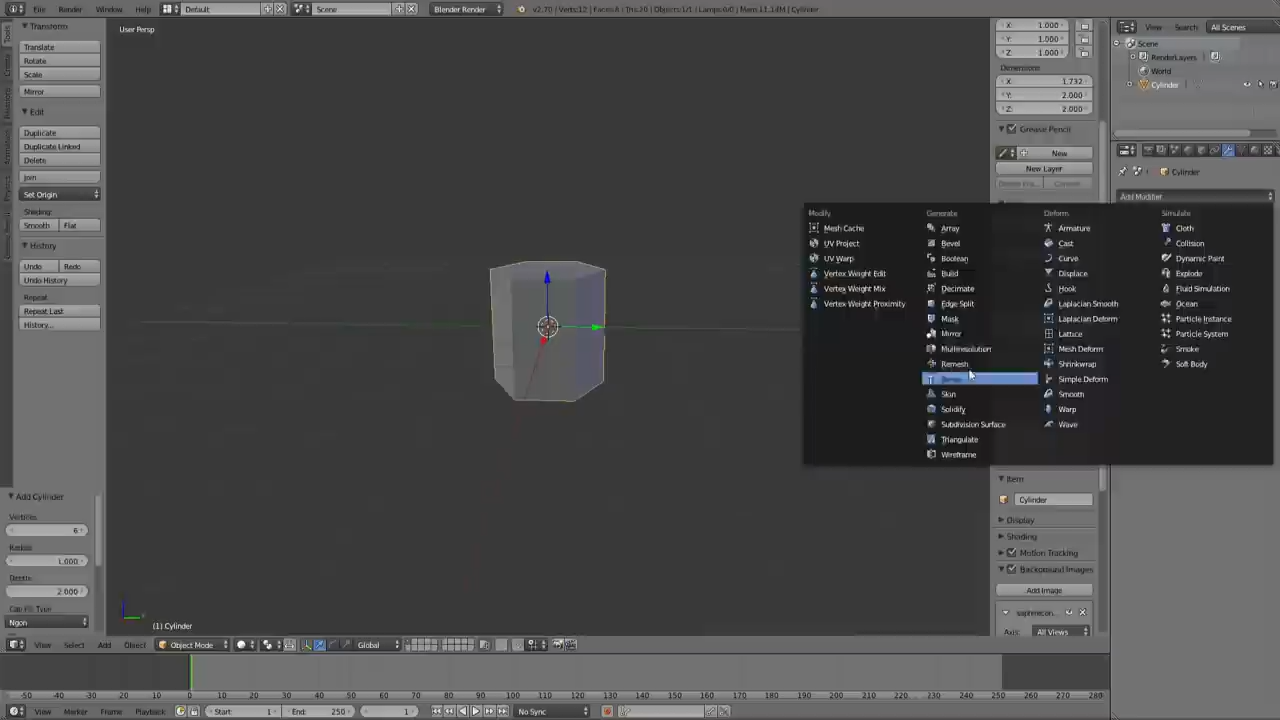 File Render Window Help Default Scene Blender Render v2.70 | Verts:12 | Faces:8 | Tris:20 | Objects:1/1 | Lamps:0/0 | Mem:11.14M | Cylinder
Transform
Translate
Rotate
Scale
Mirror
Edit
Duplicate
Duplicate Linked
Delete
Join
Set Origin
Shading:
Smooth Flat
History
Undo Redo
Undo History
Repeat:
Repeat Last
History...
Add Cylinder
Vertices:
6
Radius:
1.000
Depth:
2.000
Cap Fill Type
Ngon
User Persp
(1) Cylinder
X: 1.000
Y: 1.000
Z: 1.000
Dimensions:
X: 1.732
Y: 2.000
Z: 2.000
Grease Pencil
New
New Layer
Item
Cylinder
Display
Shading
Motion Tracking
Background Images
Add Image
Axis: All Views
View Search All Scenes
Scene
RenderLayers
World
Cylinder
Cylinder
Add Modifier
Modify
Mesh Cache
UV Project
UV Warp
Vertex Weight Edit
Vertex Weight Mix
Vertex Weight Proximity
Generate
Array
Bevel
Boolean
Build
Decimate
Edge Split
Mask
Mirror
Multiresolution
Remesh
Skin
Solidify
Subdivision Surface
Triangulate
Wireframe
Deform
Armature
Cast
Curve
Displace
Hook
Laplacian Smooth
Laplacian Deform
Lattice
Mesh Deform
Shrinkwrap
Simple Deform
Smooth
Warp
Wave
Simulate
Cloth
Collision
Dynamic Paint
Explode
Fluid Simulation
Ocean
Particle Instance
Particle System
Smoke
Soft Body
View Select Add Object Object Mode Global
-50 -40 -30 -20 -10 0 10 20 30 40 50 60 70 80 90 100 110 120 130 140 150 160 170 180 190 200 210 220 230 240 250 260 270 280
View Marker Frame Playback Start: 1 End: 250 1 No Sync